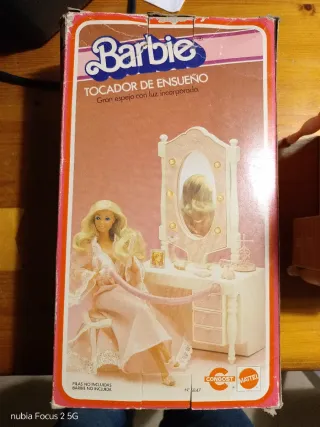 Barbie
TOCADOR DE ENSUEÑO
Gran espejo con luz incorporada
PILAS NO INCLUIDAS
BARBIE NO INCLUIDA
CONGOST
MATTEL
nubia Focus 2 5G